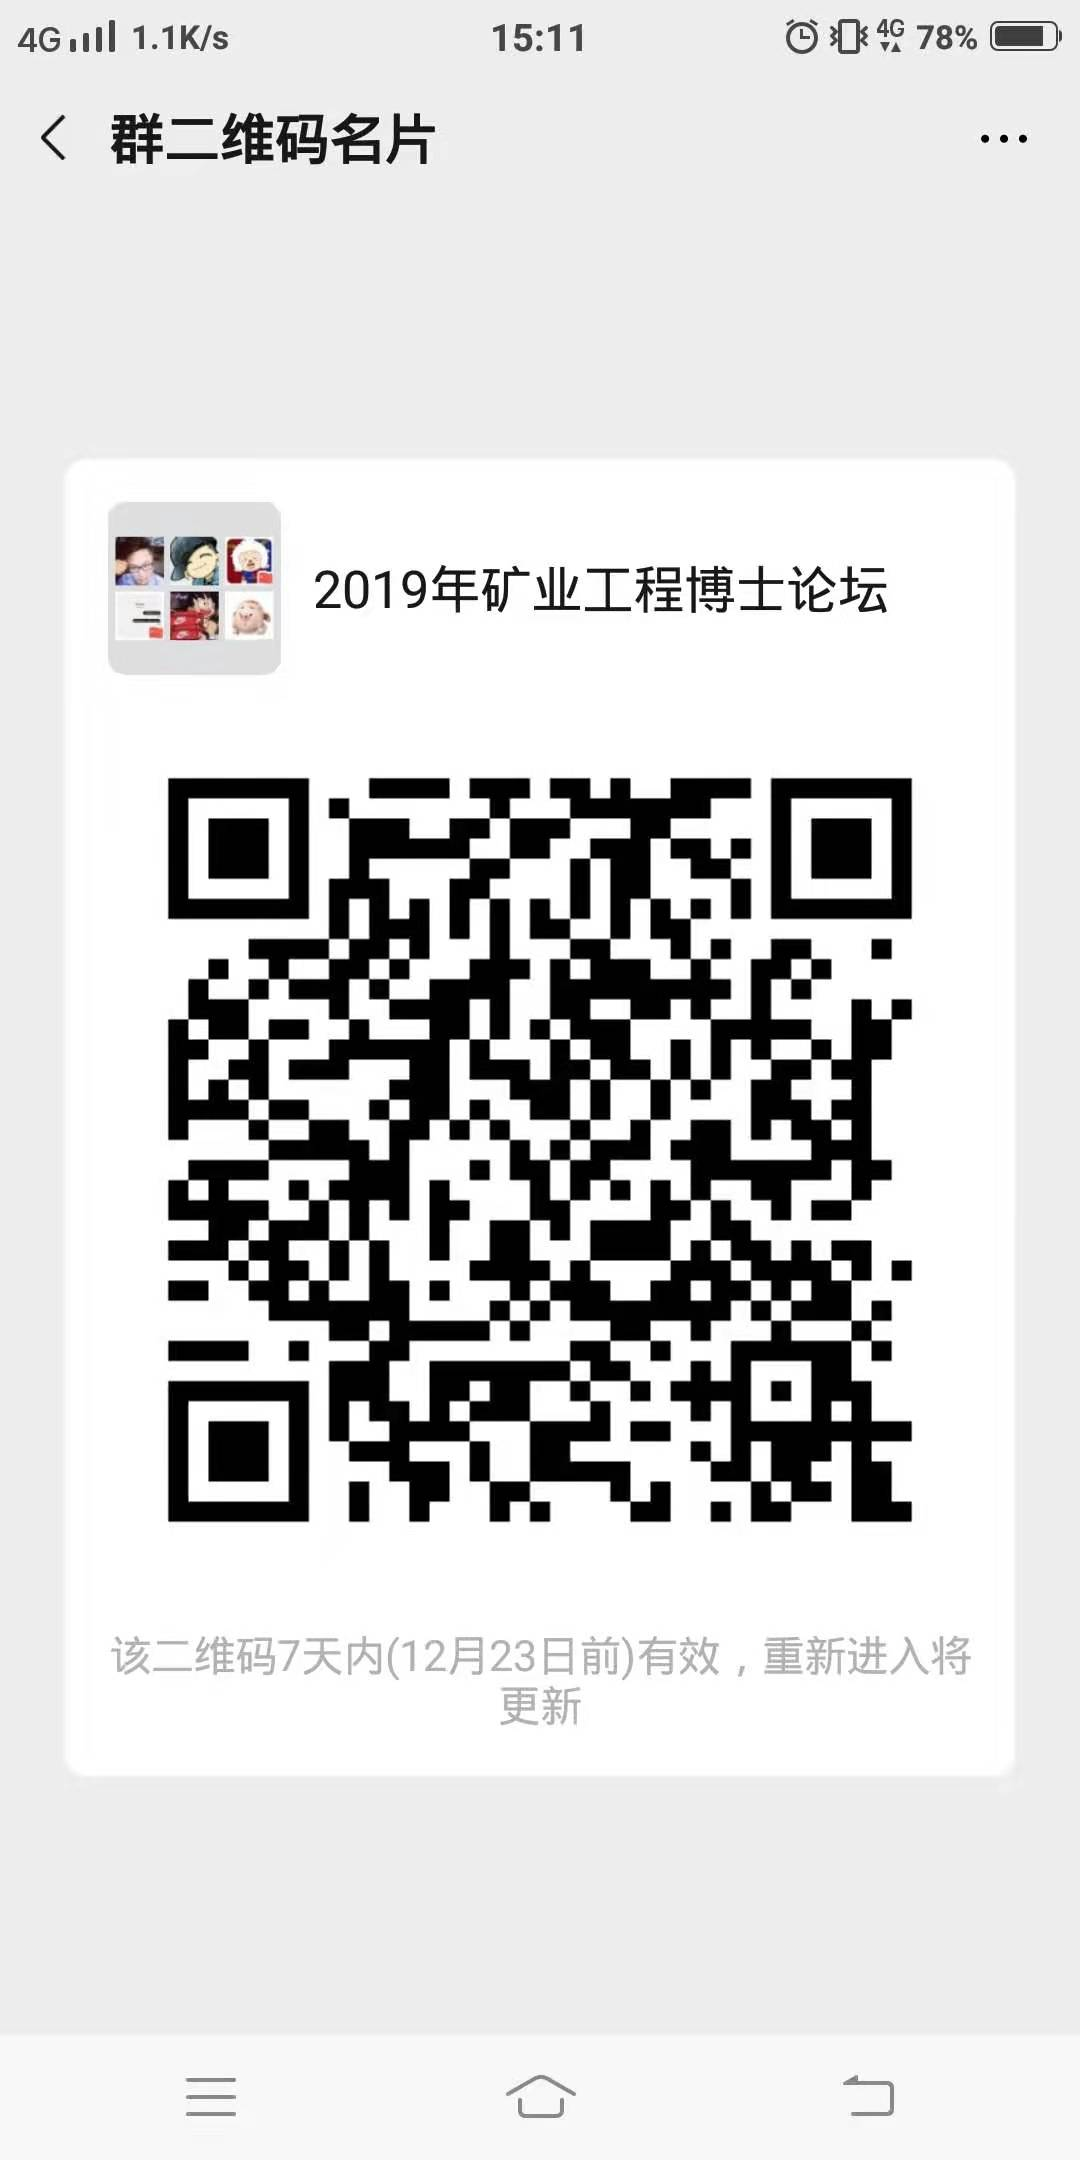 4G 1.1K/s 15:11 4G 78%
群二维码名片
2019年矿业工程博士论坛
该二维码7天内(12月23日前)有效，重新进入将
更新